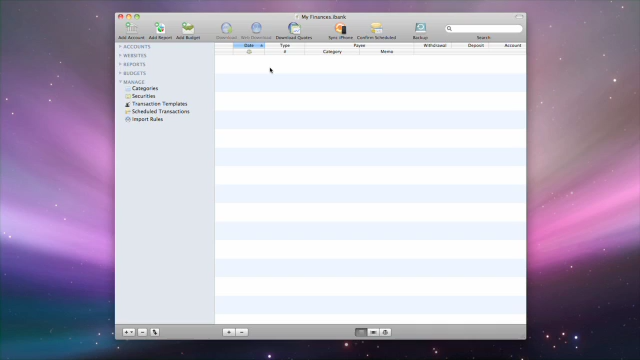 My Finances.ibank
Add Account Add Report Add Budget Download Web Download Download Quotes Sync iPhone Confirm Scheduled Backup Search
ACCOUNTS
WEBSITES
REPORTS
BUDGETS
MANAGE
Categories
Securities
Transaction Templates
Scheduled Transactions
Import Rules
Date Type Payee Withdrawal Deposit Account
# Category Memo